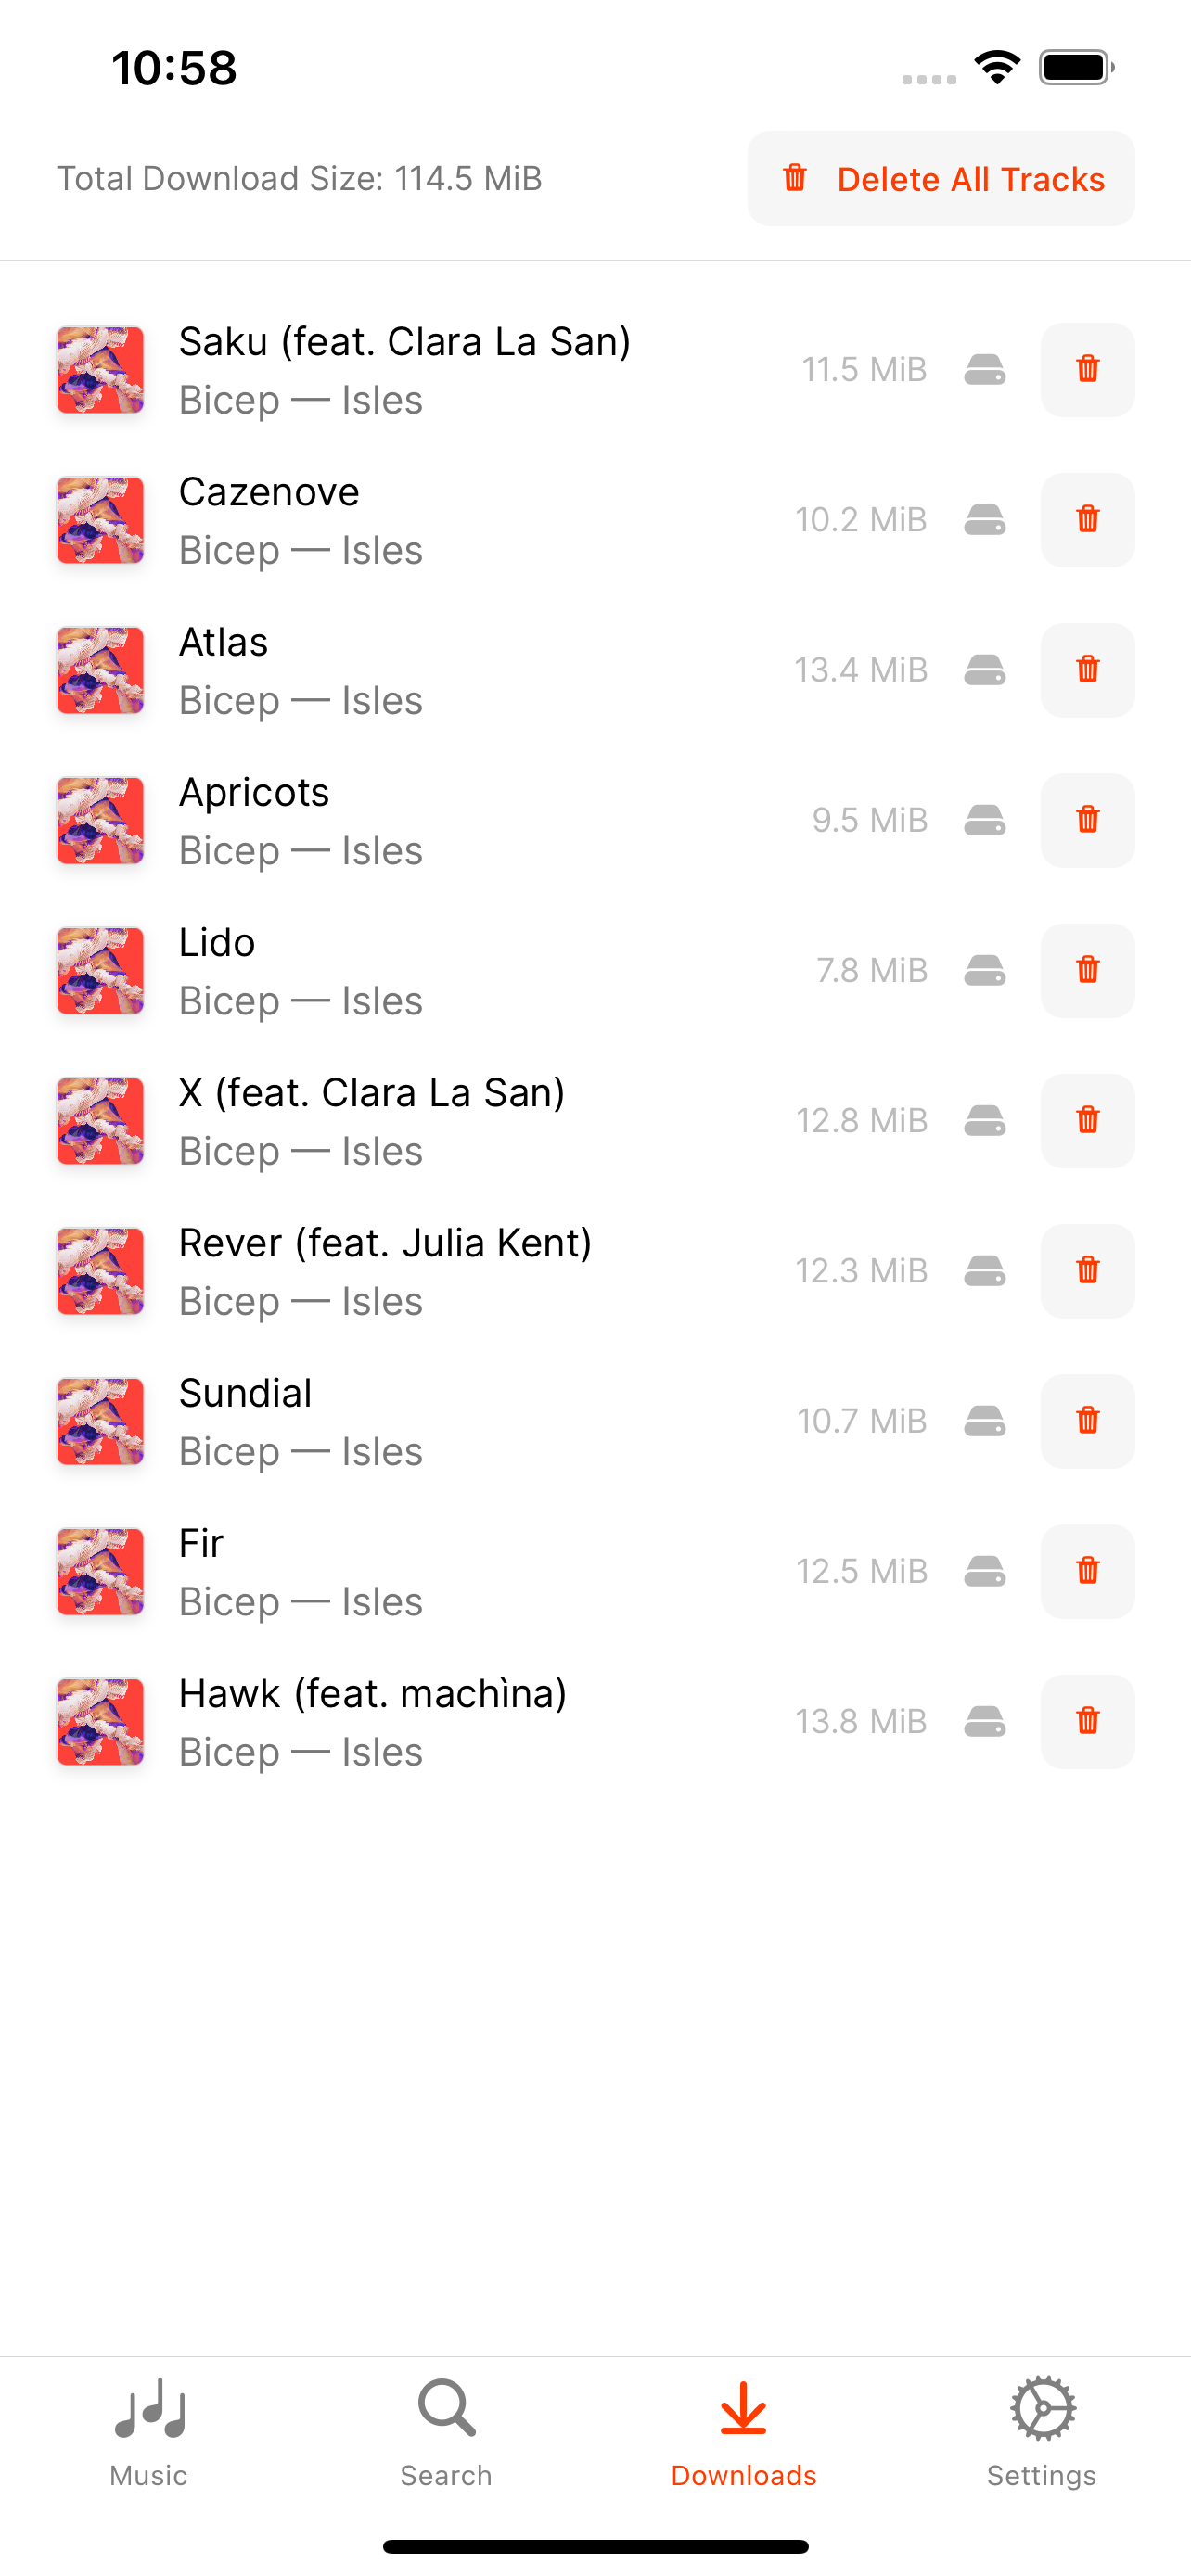 10:58
Total Download Size: 114.5 MiB
Delete All Tracks
Saku (feat. Clara La San)
Bicep — Isles
11.5 MiB
Cazenove
Bicep — Isles
10.2 MiB
Atlas
Bicep — Isles
13.4 MiB
Apricots
Bicep — Isles
9.5 MiB
Lido
Bicep — Isles
7.8 MiB
X (feat. Clara La San)
Bicep — Isles
12.8 MiB
Rever (feat. Julia Kent)
Bicep — Isles
12.3 MiB
Sundial
Bicep — Isles
10.7 MiB
Fir
Bicep — Isles
12.5 MiB
Hawk (feat. machìna)
Bicep — Isles
13.8 MiB
Music
Search
Downloads
Settings